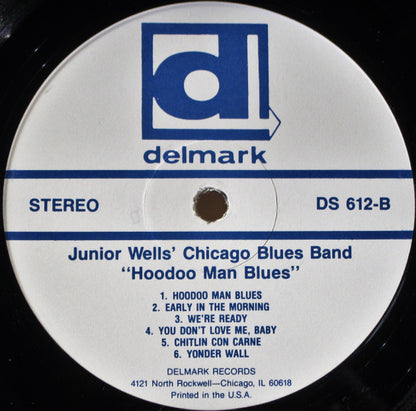 d
delmark
STEREO DS 612-B
Junior Wells' Chicago Blues Band
"Hoodoo Man Blues"
1. HOODOO MAN BLUES
2. EARLY IN THE MORNING
3. WE'RE READY
4. YOU DON'T LOVE ME, BABY
5. CHITLIN CON CARNE
6. YONDER WALL
DELMARK RECORDS
4121 North Rockwell—Chicago, IL 60618
Printed in the U.S.A.